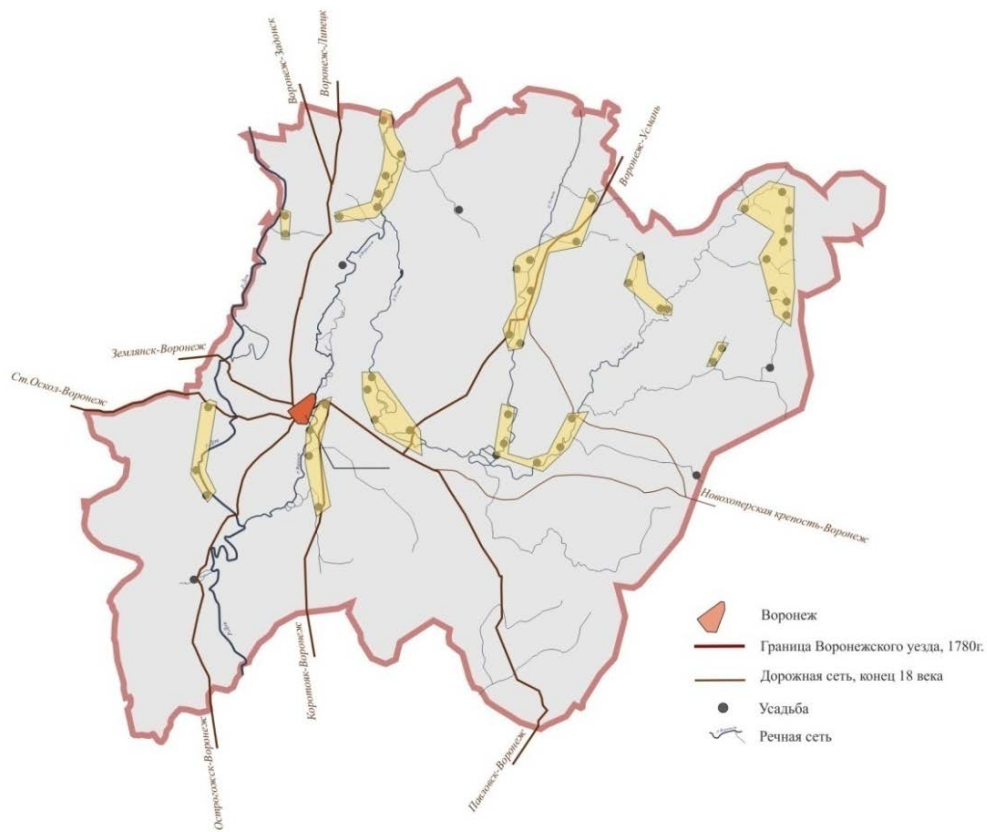 Воронеж-Задонск
Воронеж-Липецк
Воронеж-Усмань
Землянск-Воронеж
Ст.Оскол-Воронеж
Новохоперская крепость-Воронеж
Коротояк-Воронеж
Острогожск-Воронеж
Павловск-Воронеж
Воронеж
Граница Воронежского уезда, 1780г.
Дорожная сеть, конец 18 века
Усадьба
Речная сеть